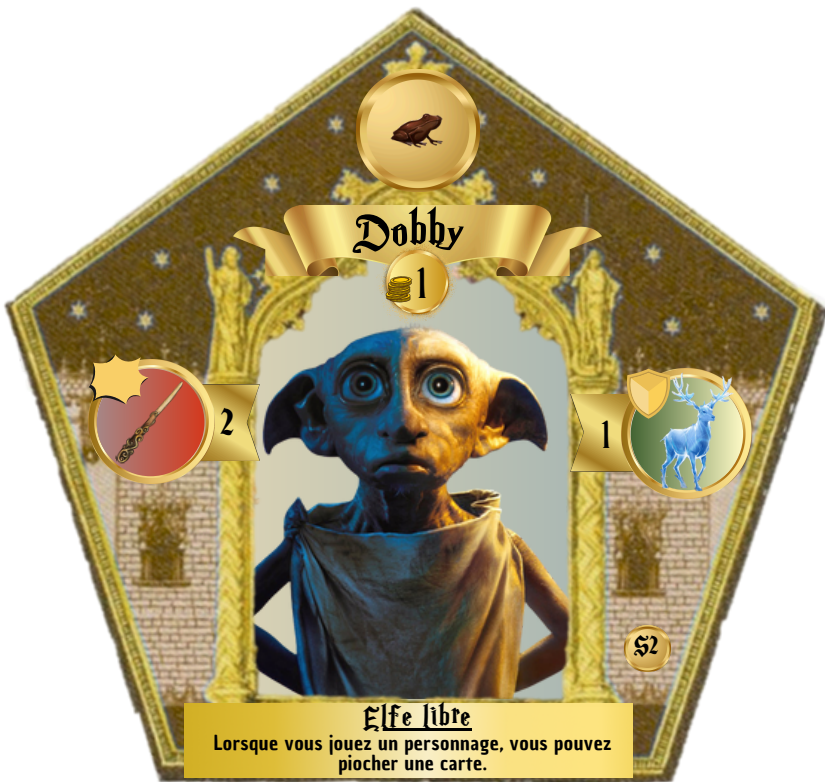 Dobby
1
2
1
S2
Elfe libre
Lorsque vous jouez un personnage, vous pouvez
piocher une carte.